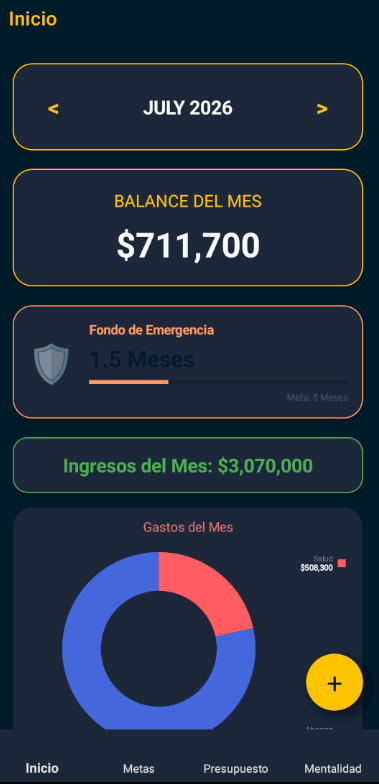 Inicio
< JULY 2026 >
BALANCE DEL MES
$711,700
Fondo de Emergencia
1.5 Meses
Meta: 5 Meses
Ingresos del Mes: $3,070,000
Gastos del Mes
Salud
$508,300
+
Inicio Metas Presupuesto Mentalidad